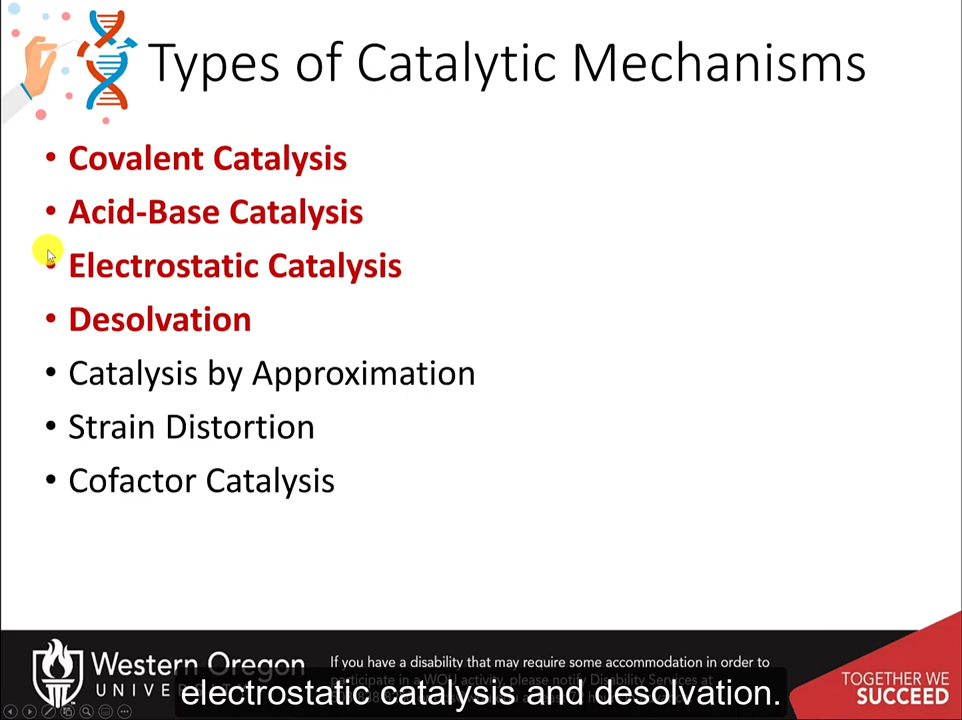 Types of Catalytic Mechanisms
• Covalent Catalysis
• Acid-Base Catalysis
• Electrostatic Catalysis
• Desolvation
• Catalysis by Approximation
• Strain Distortion
• Cofactor Catalysis
Western Oregon
UNIVERSITY
If you have a disability that may require some accommodation in order to
participate in a WOU activity, please notify Disability Services at
electrostatic catalysis and desolvation.
TOGETHER WE
SUCCEED